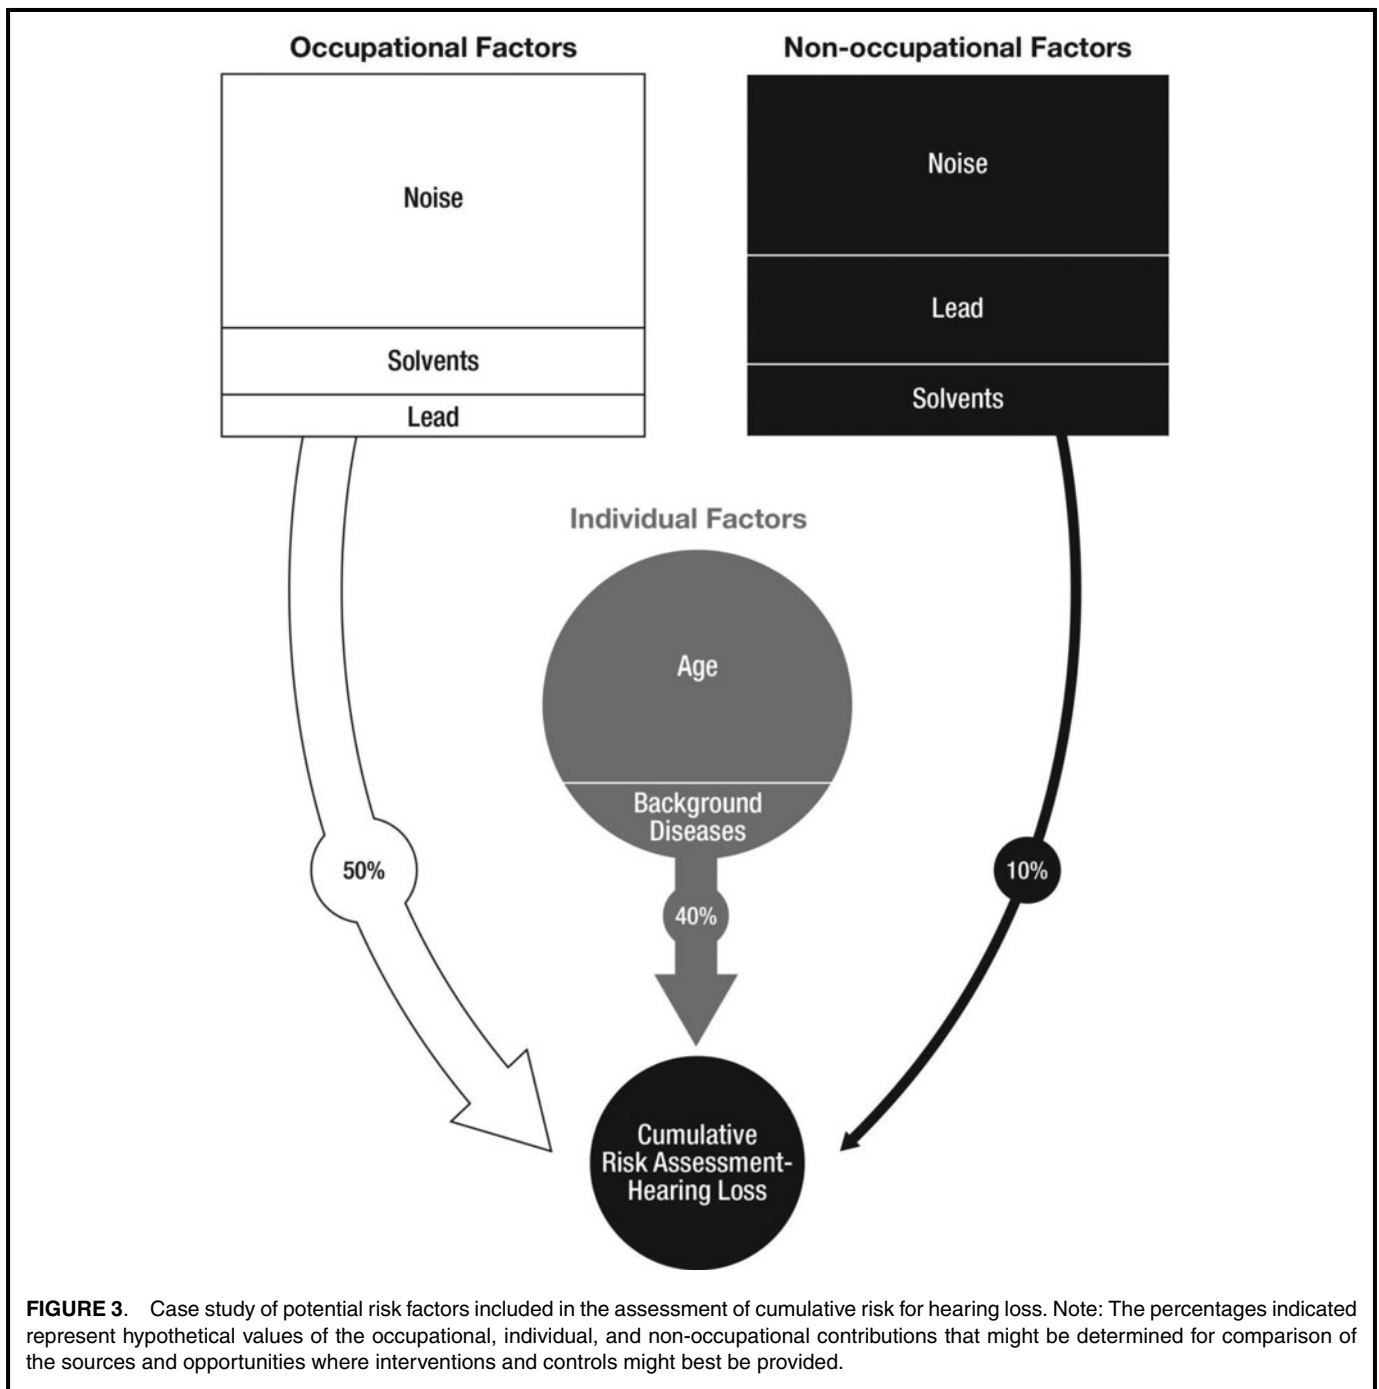 Occupational Factors
Noise
Solvents
Lead
Non-occupational Factors
Noise
Lead
Solvents
Individual Factors
Age
Background
Diseases
50%
40%
10%
Cumulative
Risk Assessment-
Hearing Loss
FIGURE 3. Case study of potential risk factors included in the assessment of cumulative risk for hearing loss. Note: The percentages indicated
represent hypothetical values of the occupational, individual, and non-occupational contributions that might be determined for comparison of
the sources and opportunities where interventions and controls might best be provided.